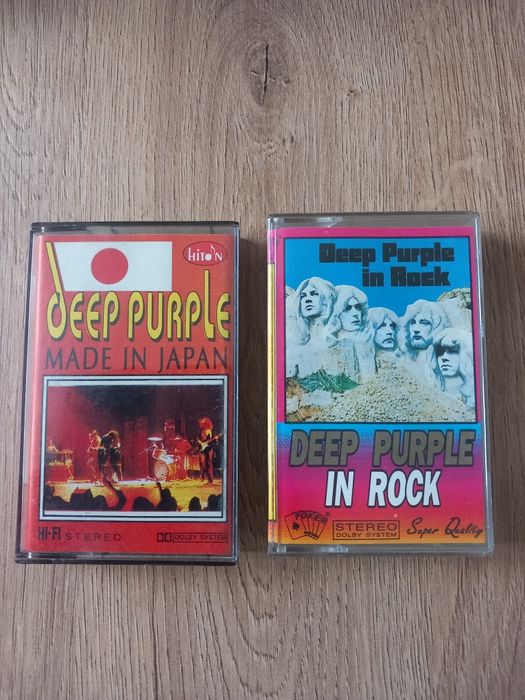 hito'n
DEEP PURPLE
MADE IN JAPAN
HI-FI STEREO
DOLBY SYSTEM
Deep Purple
in Rock
DEEP PURPLE
IN ROCK
POKER
STEREO
DOLBY SYSTEM
Super Quality